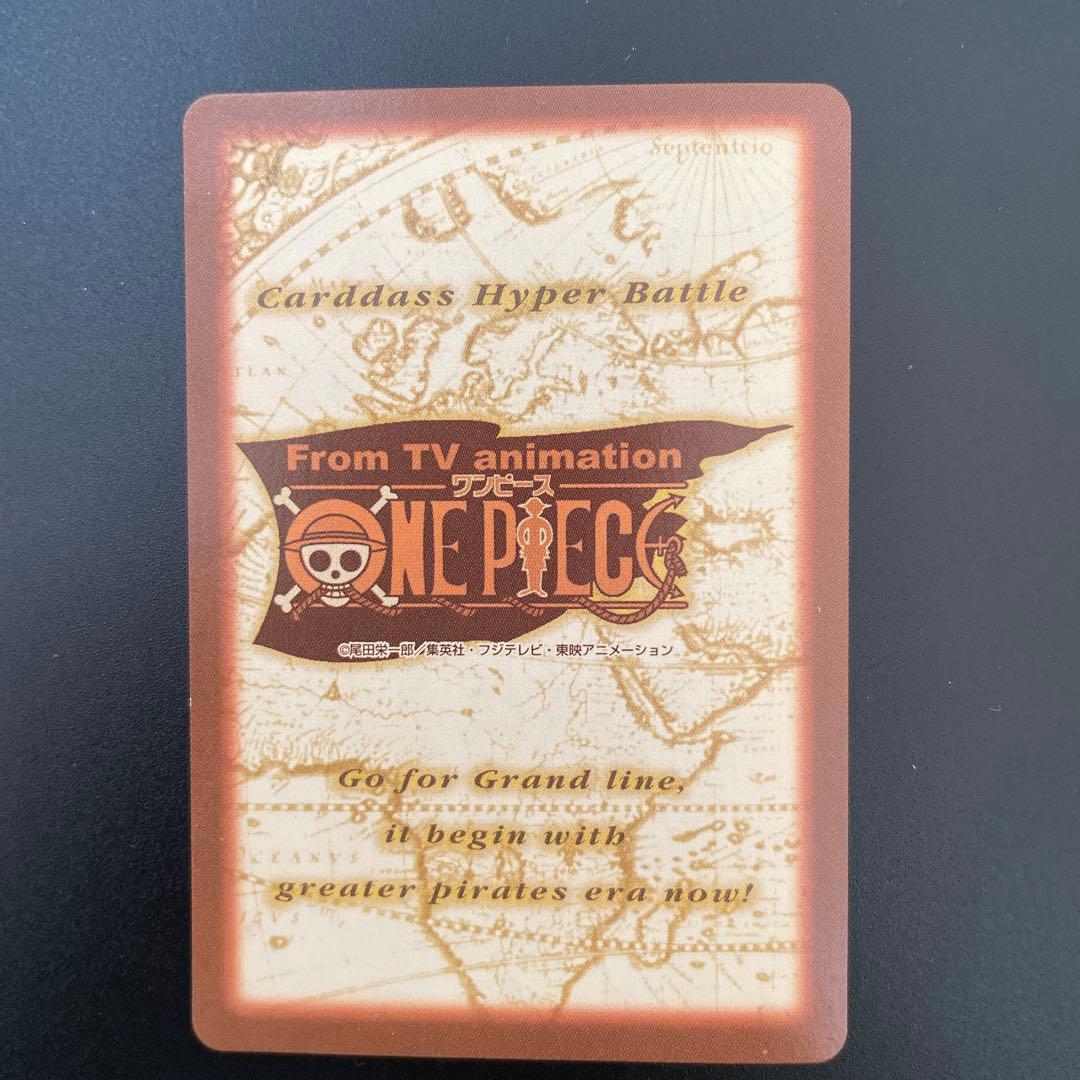 Septentrio
Carddass Hyper Battle
From TV animation
ワンピース
ONE PIECE
©尾田栄一郎／集英社・フジテレビ・東映アニメーション
Go for Grand line,
it begin with
greater pirates era now!